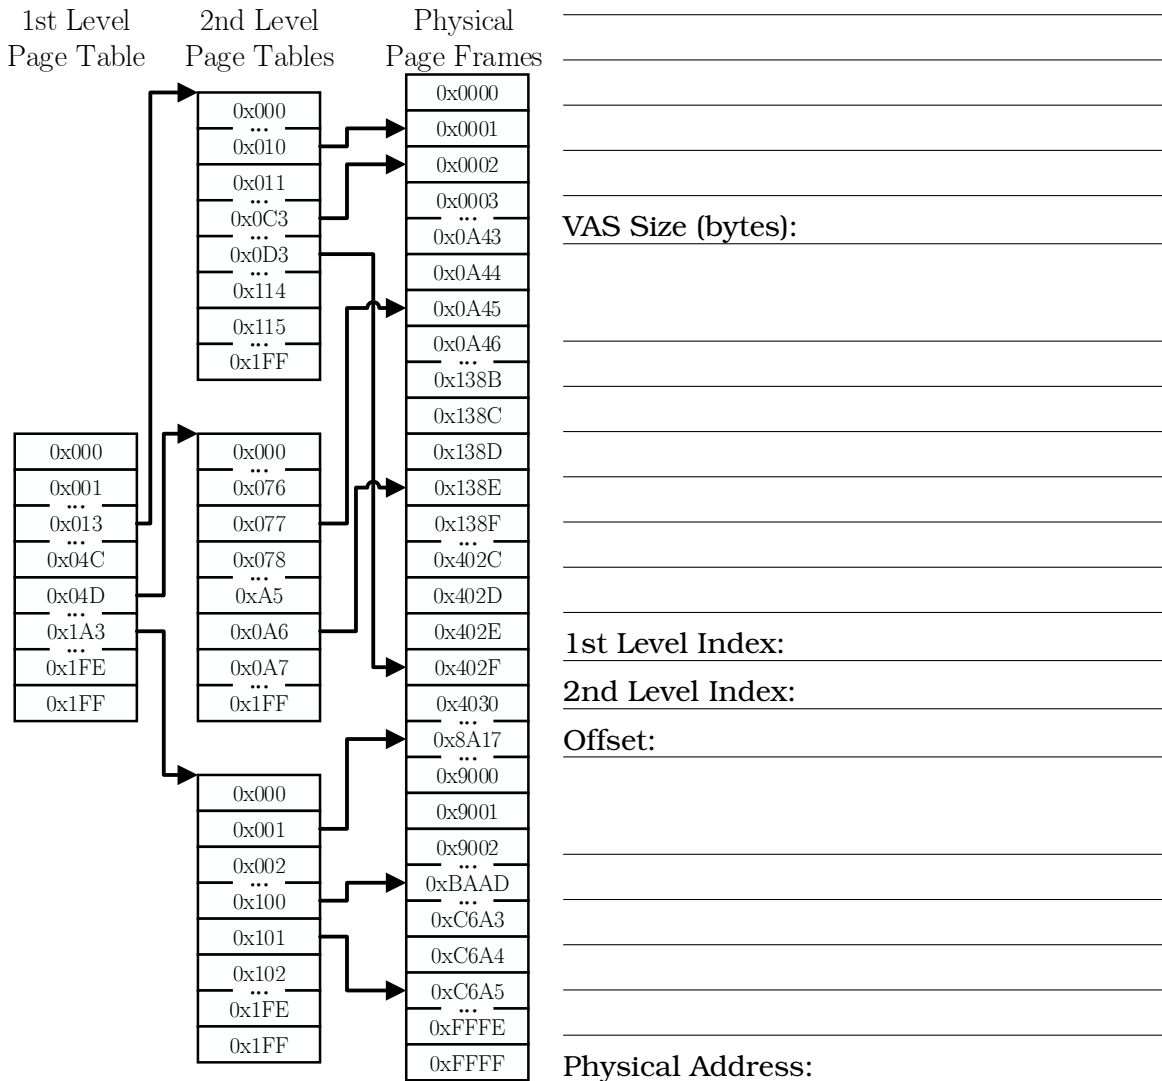 1st Level
Page Table
2nd Level
Page Tables
Physical
Page Frames
0x000
0x001
...
0x013
...
0x04C
0x04D
...
0x1A3
...
0x1FE
0x1FF
0x000
...
0x010
0x011
...
0x0C3
...
0x0D3
...
0x114
0x115
...
0x1FF
0x000
...
0x076
0x077
0x078
...
0xA5
0x0A6
0x0A7
...
0x1FF
0x000
0x001
0x002
...
0x100
0x101
0x102
...
0x1FE
0x1FF
0x0000
0x0001
0x0002
0x0003
...
0x0A43
0x0A44
0x0A45
0x0A46
...
0x138B
0x138C
0x138D
0x138E
0x138F
...
0x402C
0x402D
0x402E
0x402F
0x4030
...
0x8A17
...
0x9000
0x9001
0x9002
...
0xBAAD
...
0xC6A3
0xC6A4
0xC6A5
...
0xFFFE
0xFFFF
VAS Size (bytes):
1st Level Index:
2nd Level Index:
Offset:
Physical Address: